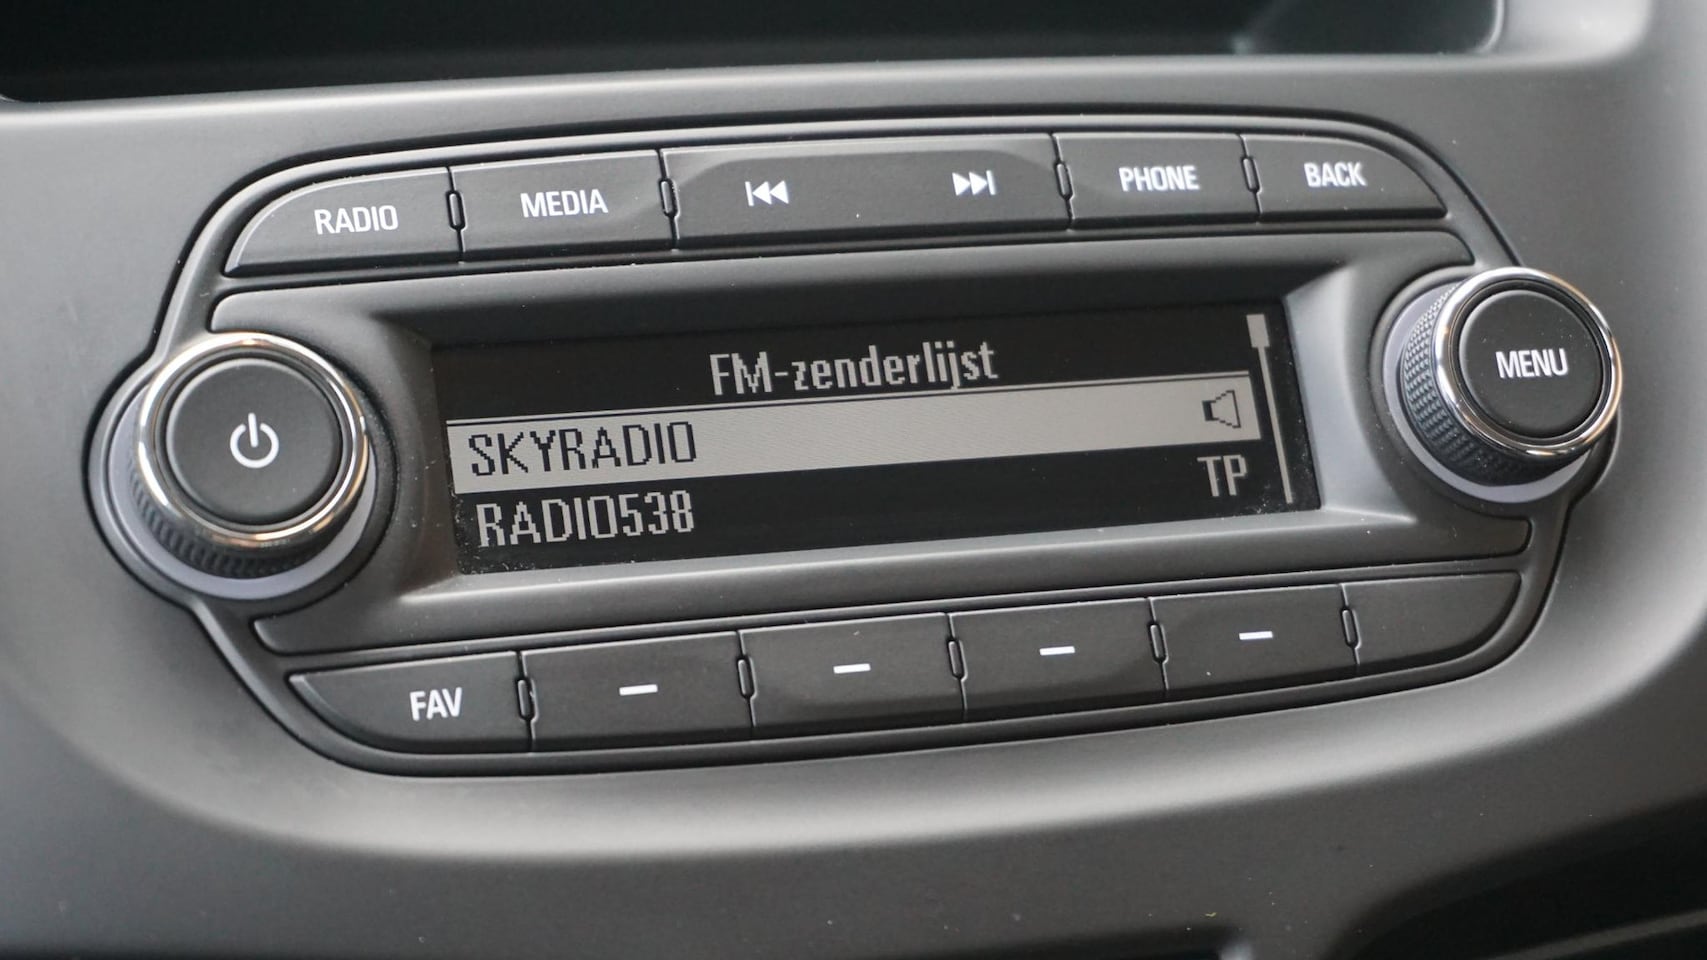 RADIO MEDIA PHONE BACK
FM-zenderlijst
SKYRADIO
RADIO538 TP
MENU
FAV